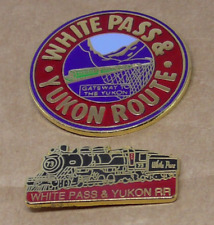 WHITE PASS &
YUKON ROUTE
GATEWAY TO
THE YUKON
White Pass
WHITE PASS & YUKON RR